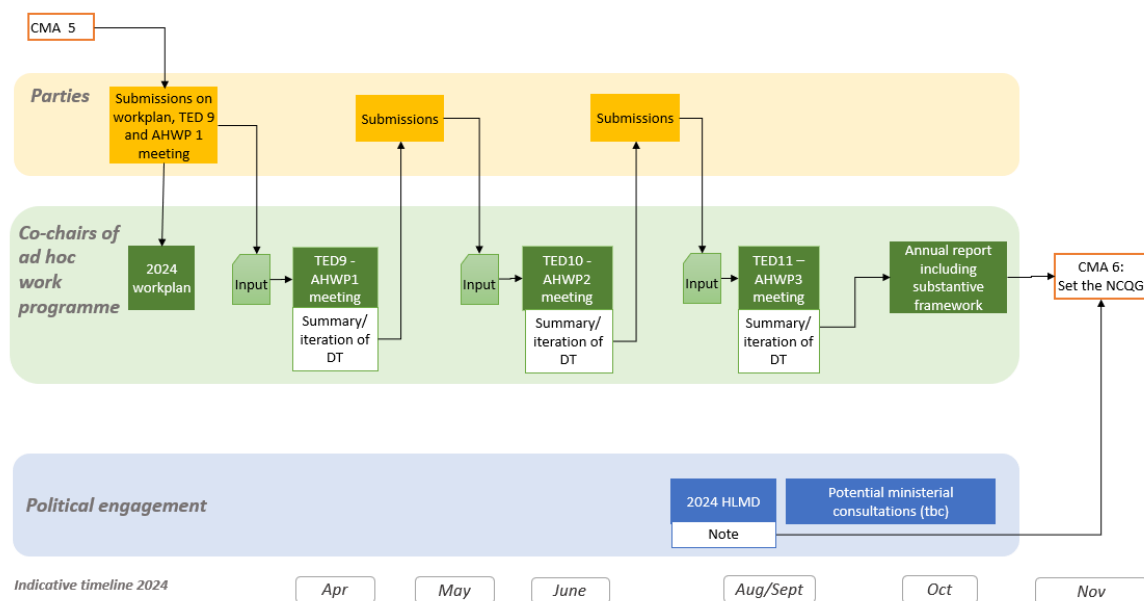 CMA 5
Parties
Submissions on
workplan, TED 9
and AHWP 1
meeting
Submissions
Submissions
Co-chairs of
ad hoc
work
programme
2024
workplan
Input
TED9 -
AHWP1
meeting
Summary/
iteration of
DT
Input
TED10 -
AHWP2
meeting
Summary/
iteration of
DT
Input
TED11 –
AHWP3
meeting
Summary/
iteration of
DT
Annual report
including
substantive
framework
CMA 6:
Set the NCQG
Political engagement
2024 HLMD
Note
Potential ministerial
consultations (tbc)
Indicative timeline 2024
Apr
May
June
Aug/Sept
Oct
Nov